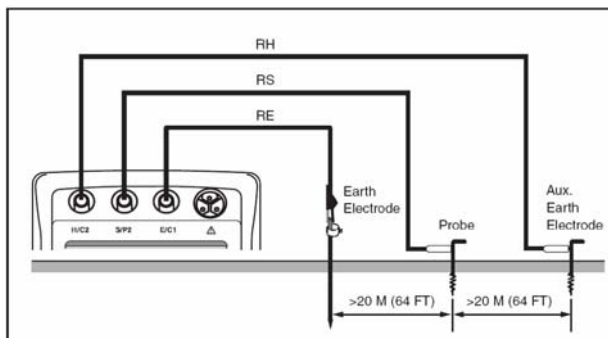 RH
RS
RE
H/C2
S/P2
E/C1
Earth
Electrode
Probe
Aux.
Earth
Electrode
>20 M (64 FT)
>20 M (64 FT)